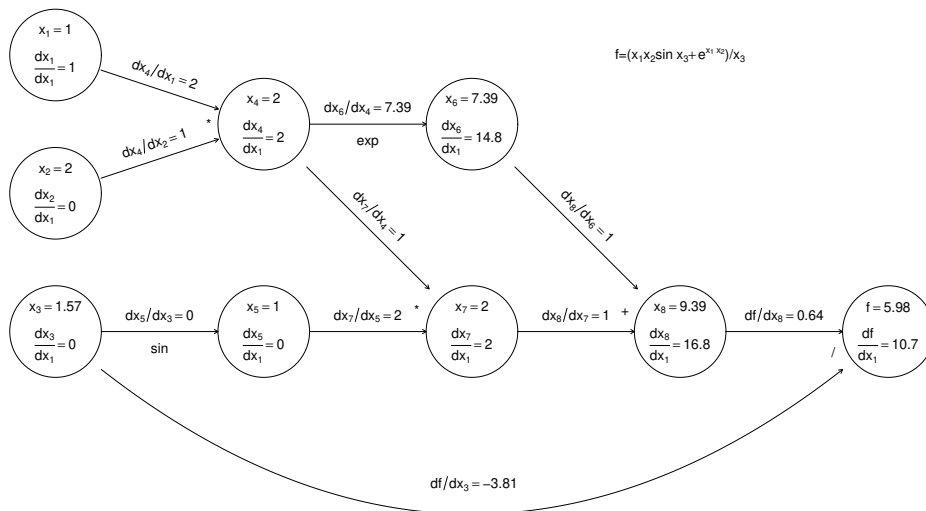 x₁ = 1
dx₁/dx₁ = 1
dx₄/dx₁ = 2
f=(x₁x₂sin x₃+e^(x₁ x₂))/x₃
*
x₄ = 2
dx₄/dx₁ = 2
dx₆/dx₄ = 7.39
exp
x₆ = 7.39
dx₆/dx₁ = 14.8
dx₄/dx₂ = 1
x₂ = 2
dx₂/dx₁ = 0
dx₇/dx₄ = 1
dx₈/dx₆ = 1
x₃ = 1.57
dx₃/dx₁ = 0
dx₅/dx₃ = 0
sin
x₅ = 1
dx₅/dx₁ = 0
dx₇/dx₅ = 2
*
x₇ = 2
dx₇/dx₁ = 2
dx₈/dx₇ = 1
+
x₈ = 9.39
dx₈/dx₁ = 16.8
df/dx₈ = 0.64
/
f = 5.98
df/dx₁ = 10.7
df/dx₃ = −3.81